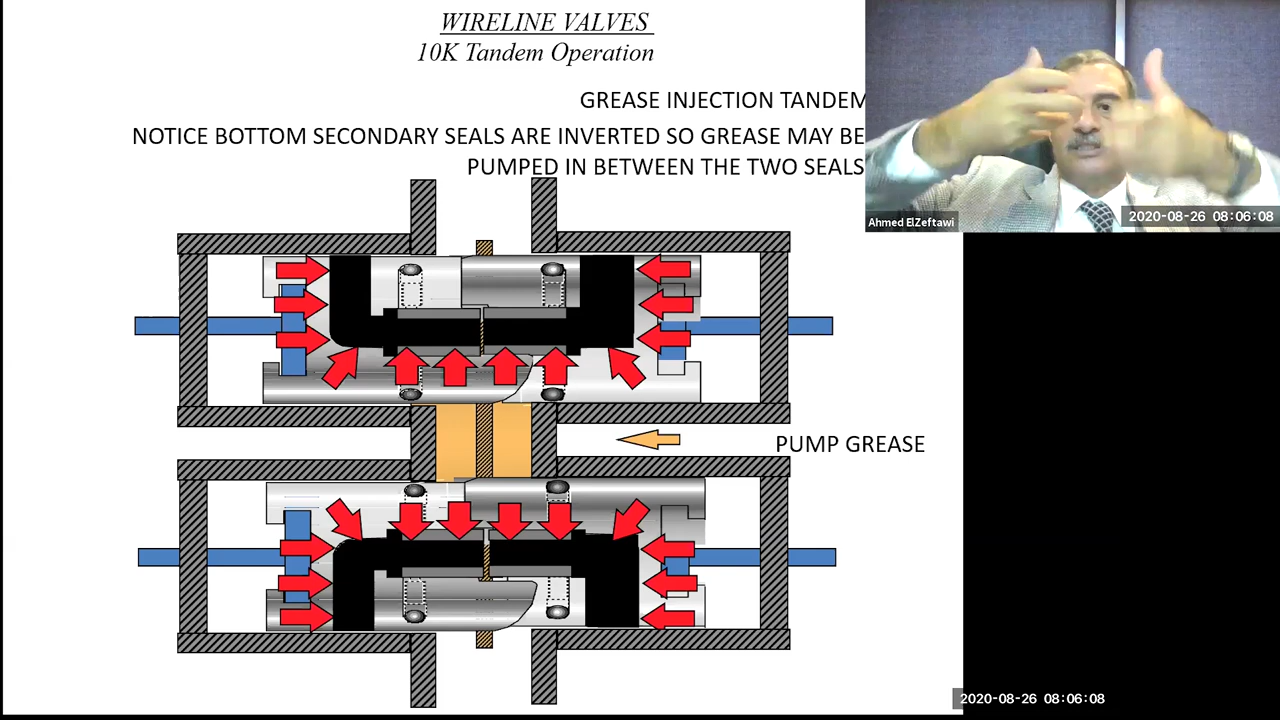 WIRELINE VALVES
10K Tandem Operation
GREASE INJECTION TANDEM
NOTICE BOTTOM SECONDARY SEALS ARE INVERTED SO GREASE MAY BE
PUMPED IN BETWEEN THE TWO SEALS
2020-08-26 08:06:08
Ahmed ElZeftawi
PUMP GREASE
2020-08-26 08:06:08